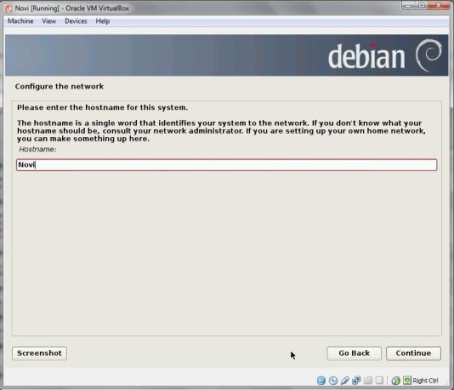 Novi [Running] - Oracle VM VirtualBox
Machine View Devices Help
debian
Configure the network
Please enter the hostname for this system.
The hostname is a single word that identifies your system to the network. If you don't know what your
hostname should be, consult your network administrator. If you are setting up your own home network,
you can make something up here.
Hostname:
Novi
Screenshot Go Back Continue
Right Ctrl